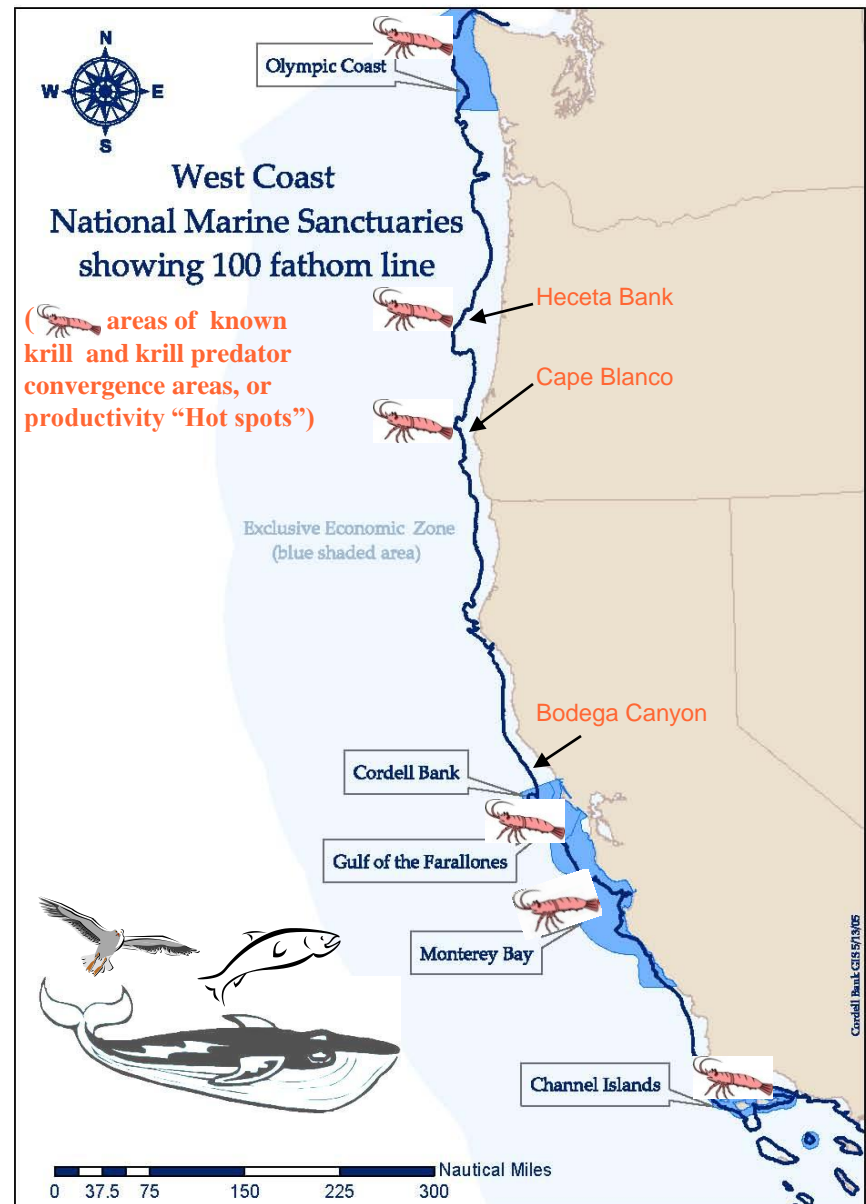 N
W E
S
Olympic Coast
West Coast
National Marine Sanctuaries
showing 100 fathom line
( areas of known
krill and krill predator
convergence areas, or
productivity “Hot spots”)
Heceta Bank
Cape Blanco
Exclusive Economic Zone
(blue shaded area)
Bodega Canyon
Cordell Bank
Gulf of the Farallones
Monterey Bay
Channel Islands
Cordell Bank GIS 5/13/05
Nautical Miles
0 37.5 75 150 225 300